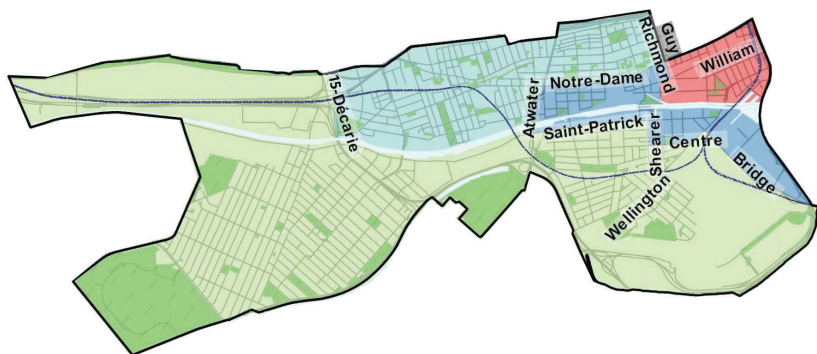 Guy
Richmond
William
Notre-Dame
15-Décarie
Atwater
Saint-Patrick
Shearer
Centre
Bridge
Wellington